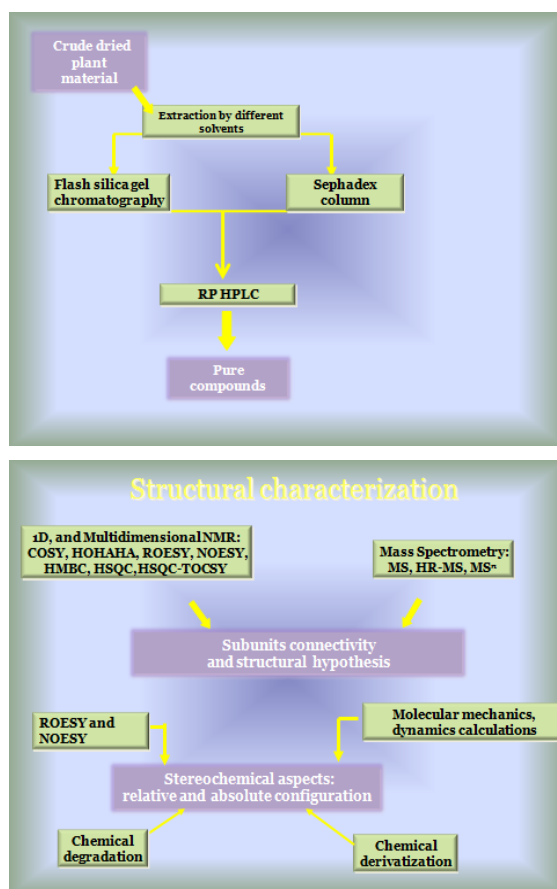 Crude dried
plant
material
Extraction by different
solvents
Flash silica gel
chromatography
Sephadex
column
RP HPLC
Pure
compounds
Structural characterization
1D, and Multidimensional NMR:
COSY, HOHAHA, ROESY, NOESY,
HMBC, HSQC, HSQC-TOCSY
Mass Spectrometry:
MS, HR-MS, MSⁿ
Subunits connectivity
and structural hypothesis
ROESY and
NOESY
Molecular mechanics,
dynamics calculations
Stereochemical aspects:
relative and absolute configuration
Chemical
degradation
Chemical
derivatization